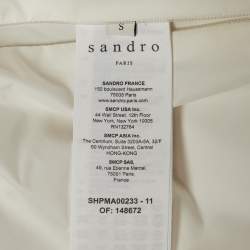 S
sandro
PARIS
SANDRO FRANCE
150 boulevard Haussmann
75008 Paris
www.sandro-paris.com
SMCP USA Inc
44 Wall Street, 12th Floor
New York, New York, 10005
RN132784
SMCP ASIA Inc
The Centrium, Suite 3203A-03A, 32/F
60 Wyndham Street, Central
HONG-KONG
SMCP SAS,
49, rue Etienne Marcel,
75001 Paris
France
SHPMA00233 - 11
OF: 148672